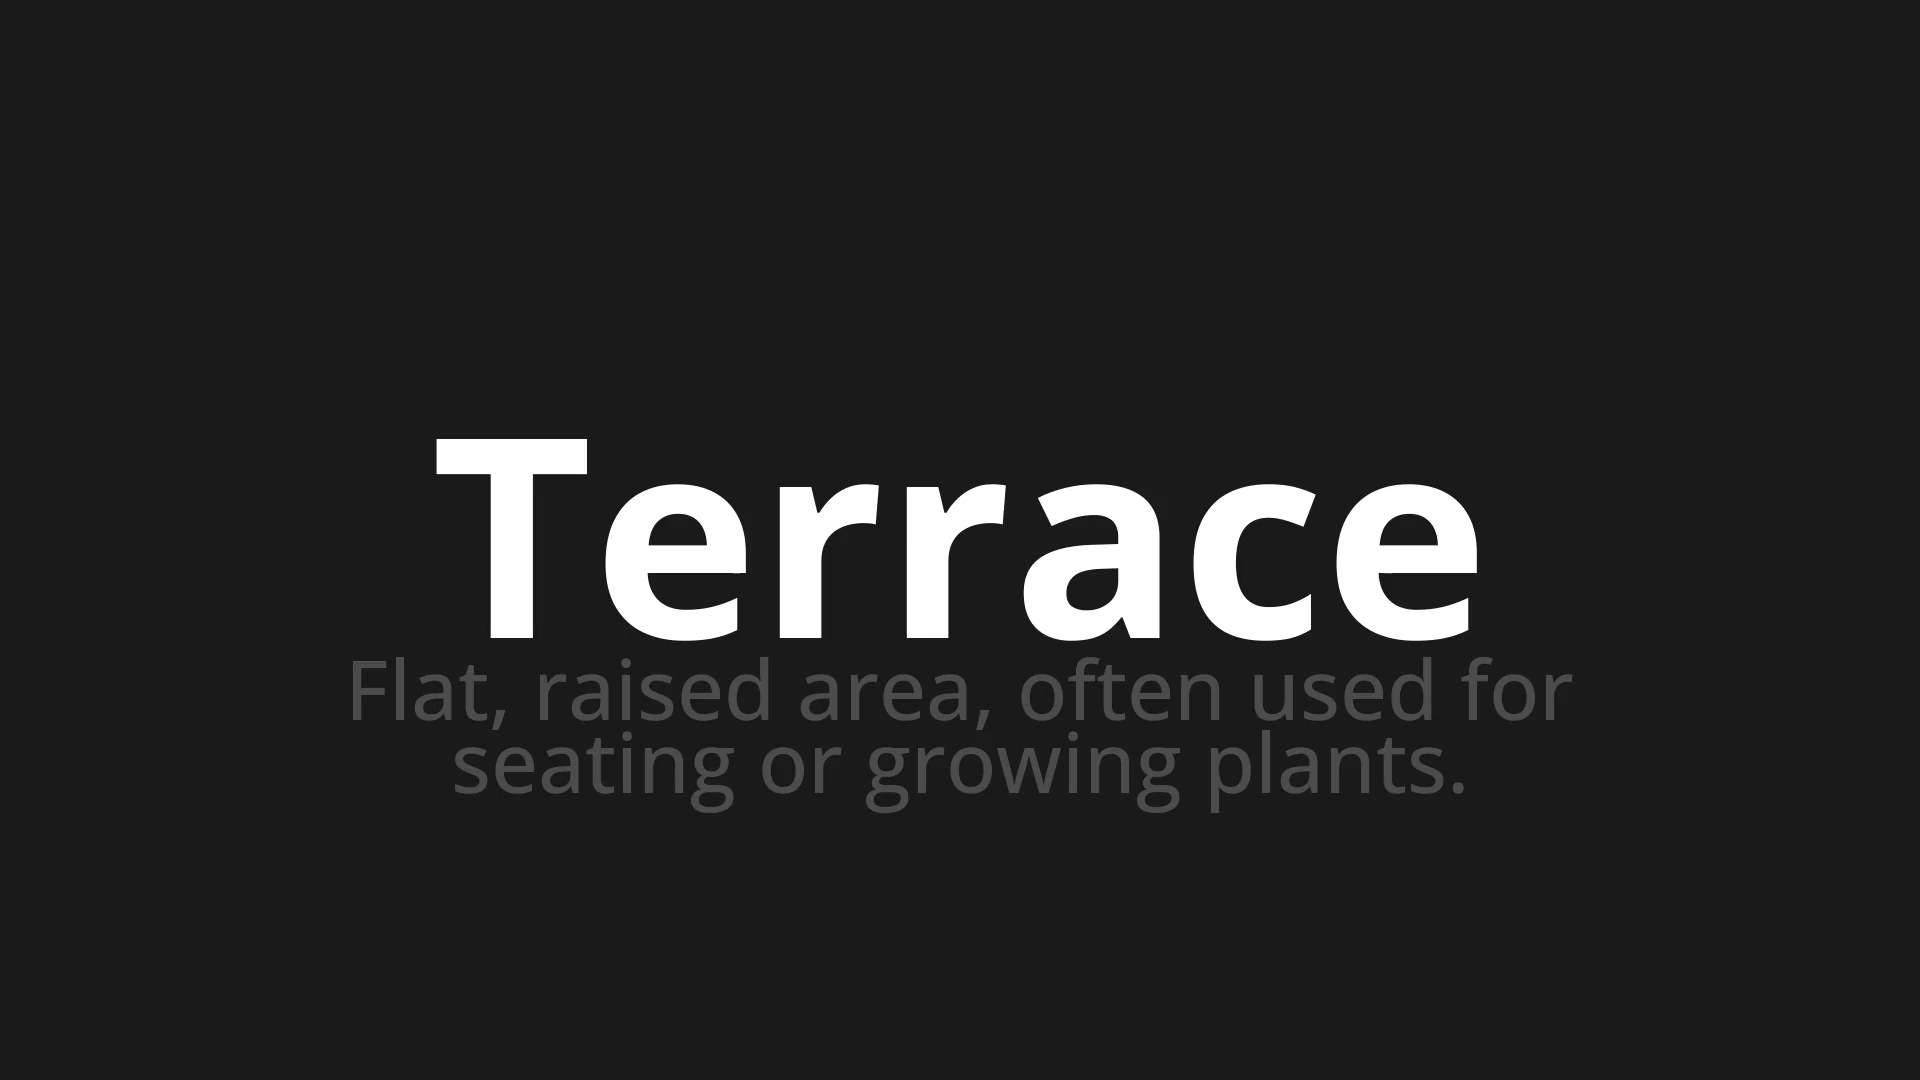 Terrace
Flat, raised area, often used for
seating or growing plants.